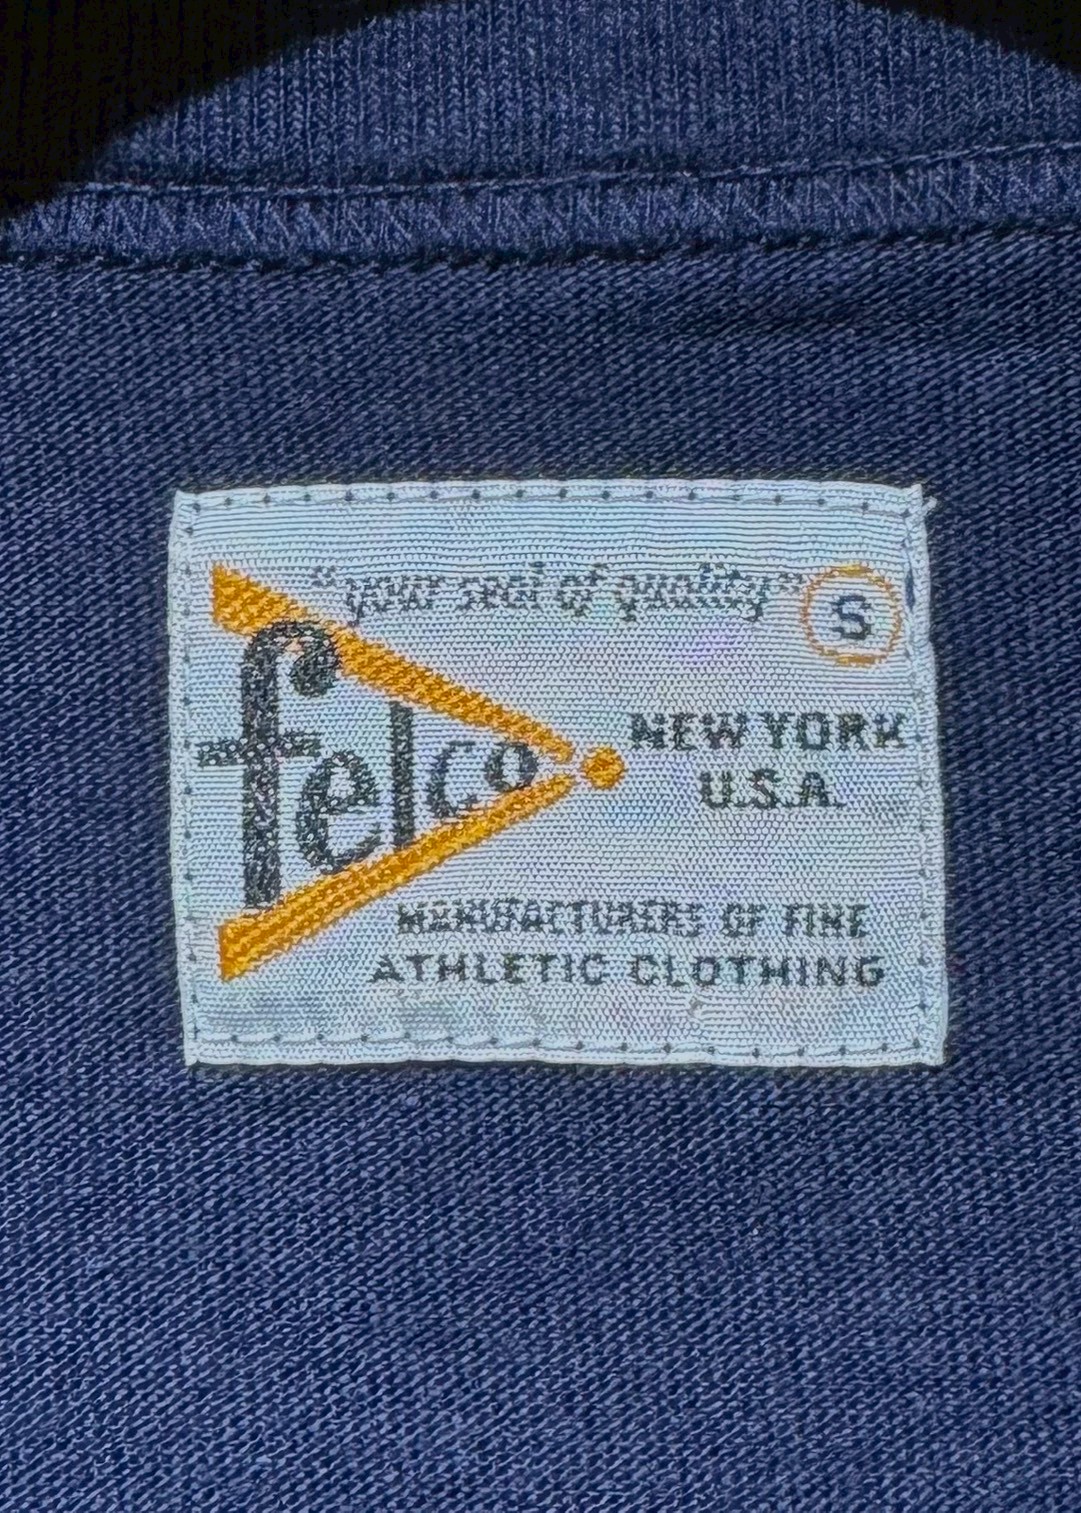 "your seal of quality"
S
felco
NEW YORK
U.S.A.
MANUFACTURERS OF FINE
ATHLETIC CLOTHING